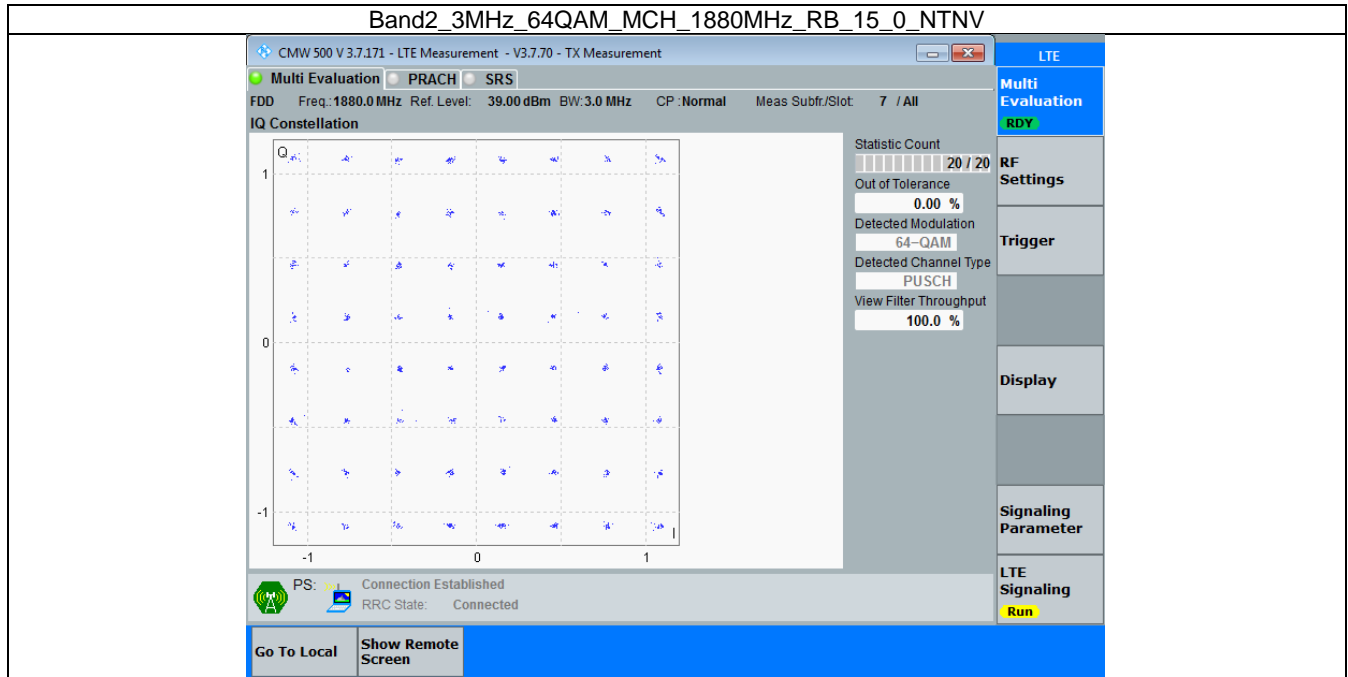 Band2_3MHz_64QAM_MCH_1880MHz_RB_15_0_NTNV
CMW 500 V 3.7.171 - LTE Measurement - V3.7.70 - TX Measurement
LTE
Multi Evaluation PRACH SRS
Multi
Evaluation
RDY
FDD Freq.:1880.0 MHz Ref. Level: 39.00 dBm BW:3.0 MHz CP :Normal Meas Subfr./Slot: 7 / All
IQ Constellation
Q
1
0
-1
-1
0
1
I
Statistic Count
20 / 20
Out of Tolerance
0.00 %
Detected Modulation
64-QAM
Detected Channel Type
PUSCH
View Filter Throughput
100.0 %
RF
Settings
Trigger
Display
Signaling
Parameter
LTE
Signaling
Run
PS:
Connection Established
RRC State: Connected
Go To Local
Show Remote
Screen